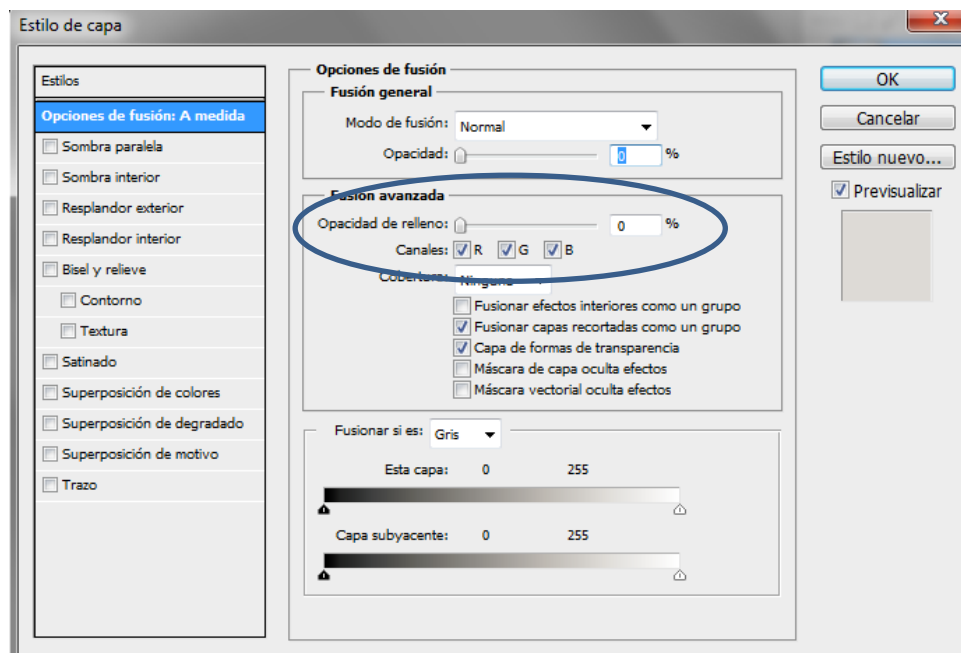 Estilo de capa
X
Estilos
Opciones de fusión: A medida
Sombra paralela
Sombra interior
Resplandor exterior
Resplandor interior
Bisel y relieve
Contorno
Textura
Satinado
Superposición de colores
Superposición de degradado
Superposición de motivo
Trazo
Opciones de fusión
Fusión general
Modo de fusión: Normal
Opacidad: 0 %
Fusión avanzada
Opacidad de relleno: 0 %
Canales: R G B
Cobertura: Ninguna
Fusionar efectos interiores como un grupo
Fusionar capas recortadas como un grupo
Capa de formas de transparencia
Máscara de capa oculta efectos
Máscara vectorial oculta efectos
Fusionar si es: Gris
Esta capa: 0 255
Capa subyacente: 0 255
OK
Cancelar
Estilo nuevo...
Previsualizar